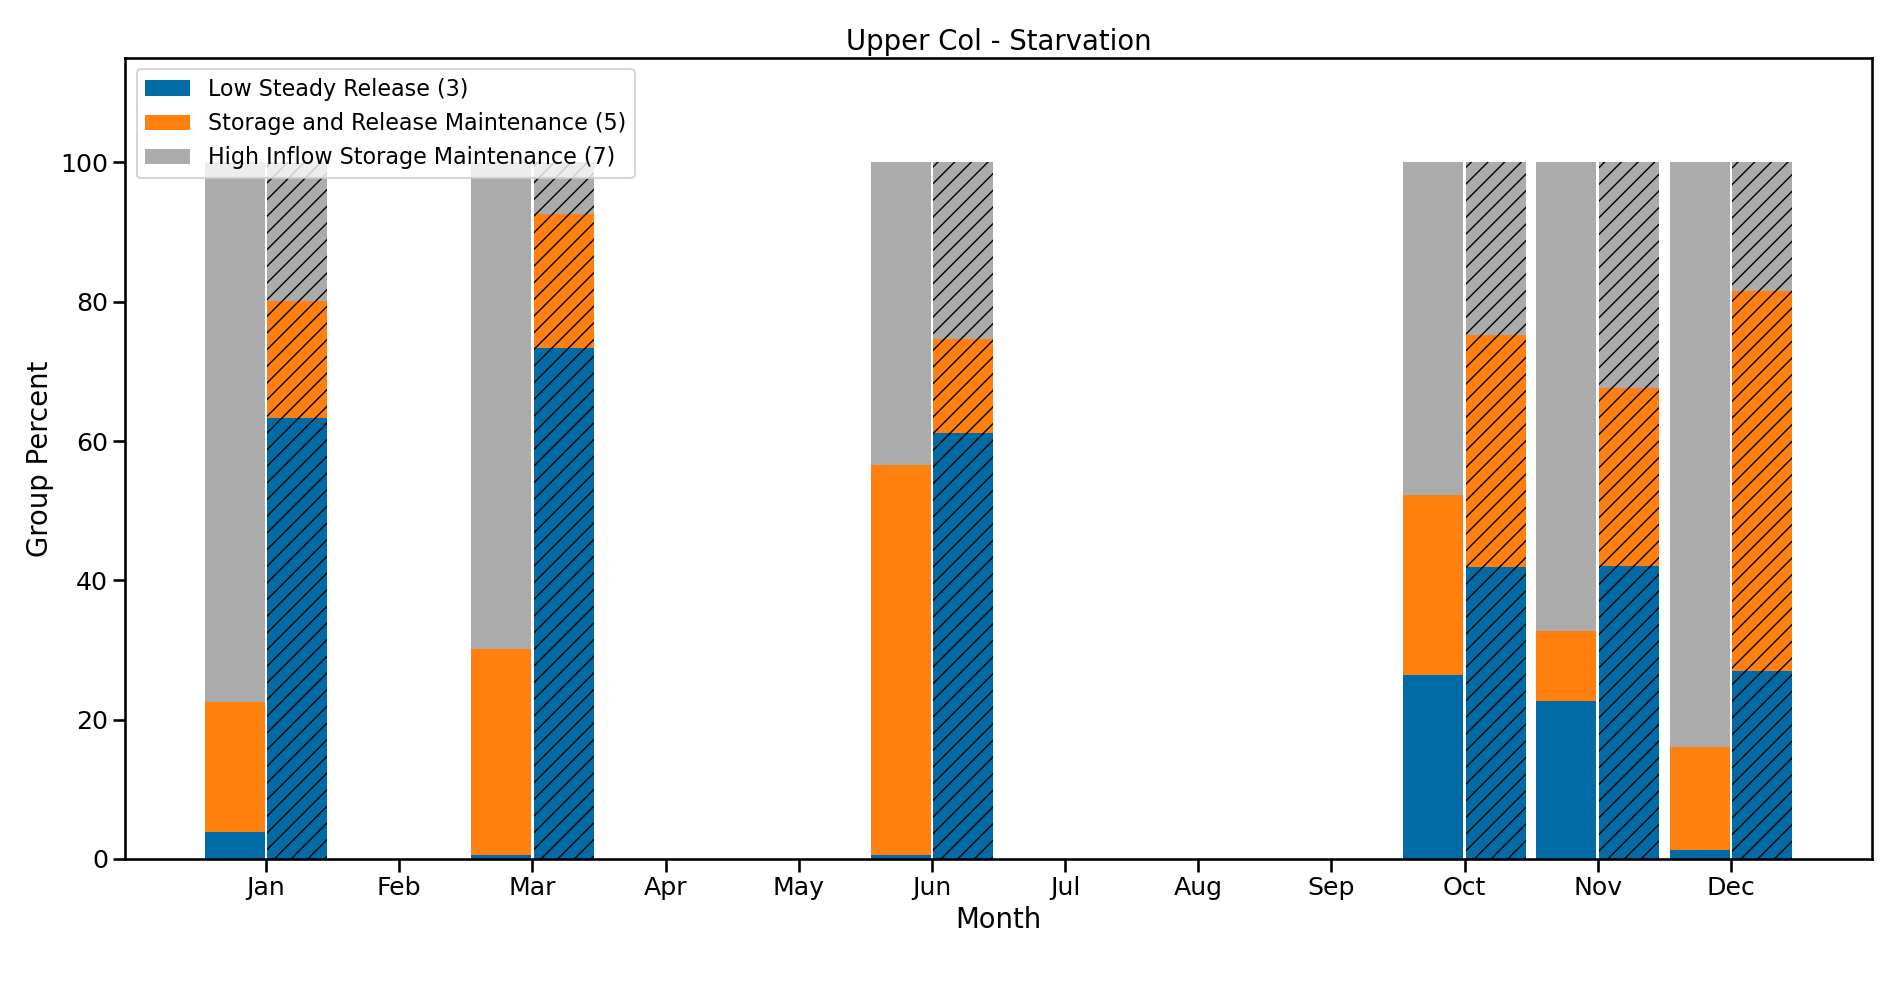 Upper Col - Starvation
Low Steady Release (3)
Storage and Release Maintenance (5)
High Inflow Storage Maintenance (7)
100
80
60
40
20
0
Group Percent
Jan Feb Mar Apr May Jun Jul Aug Sep Oct Nov Dec
Month